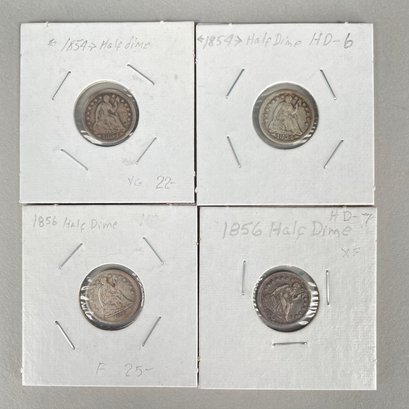 ←1854→ Half dime
VG 22-
←1854→ Half Dime HD-6
1856 Half Dime
F 25-
HD-7
1856 Half Dime
XF